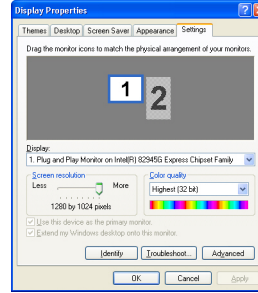 Display Properties
Themes Desktop Screen Saver Appearance Settings
Drag the monitor icons to match the physical arrangement of your monitors.
1 2
Display:
1. Plug and Play Monitor on Intel(R) 82945G Express Chipset Family
Screen resolution
Less More
1280 by 1024 pixels
Color quality
Highest (32 bit)
Use this device as the primary monitor.
Extend my Windows desktop onto this monitor.
Identify Troubleshoot... Advanced
OK Cancel Apply